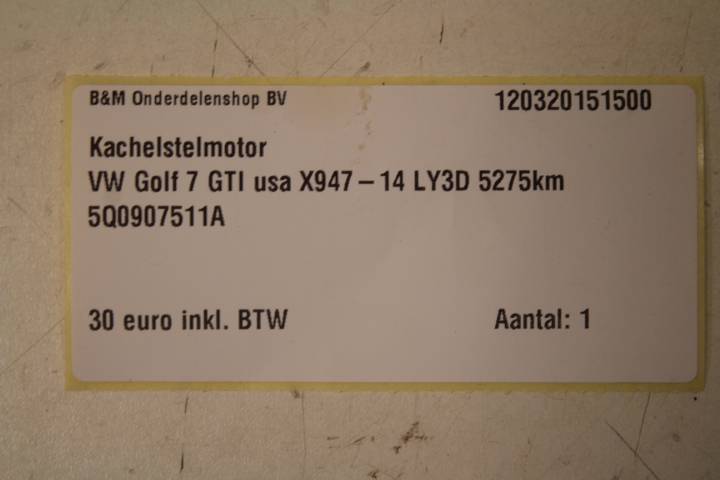 B&M Onderdelenshop BV 120320151500
Kachelstelmotor
VW Golf 7 GTI usa X947-14 LY3D 5275km
5Q0907511A
30 euro inkl. BTW Aantal: 1